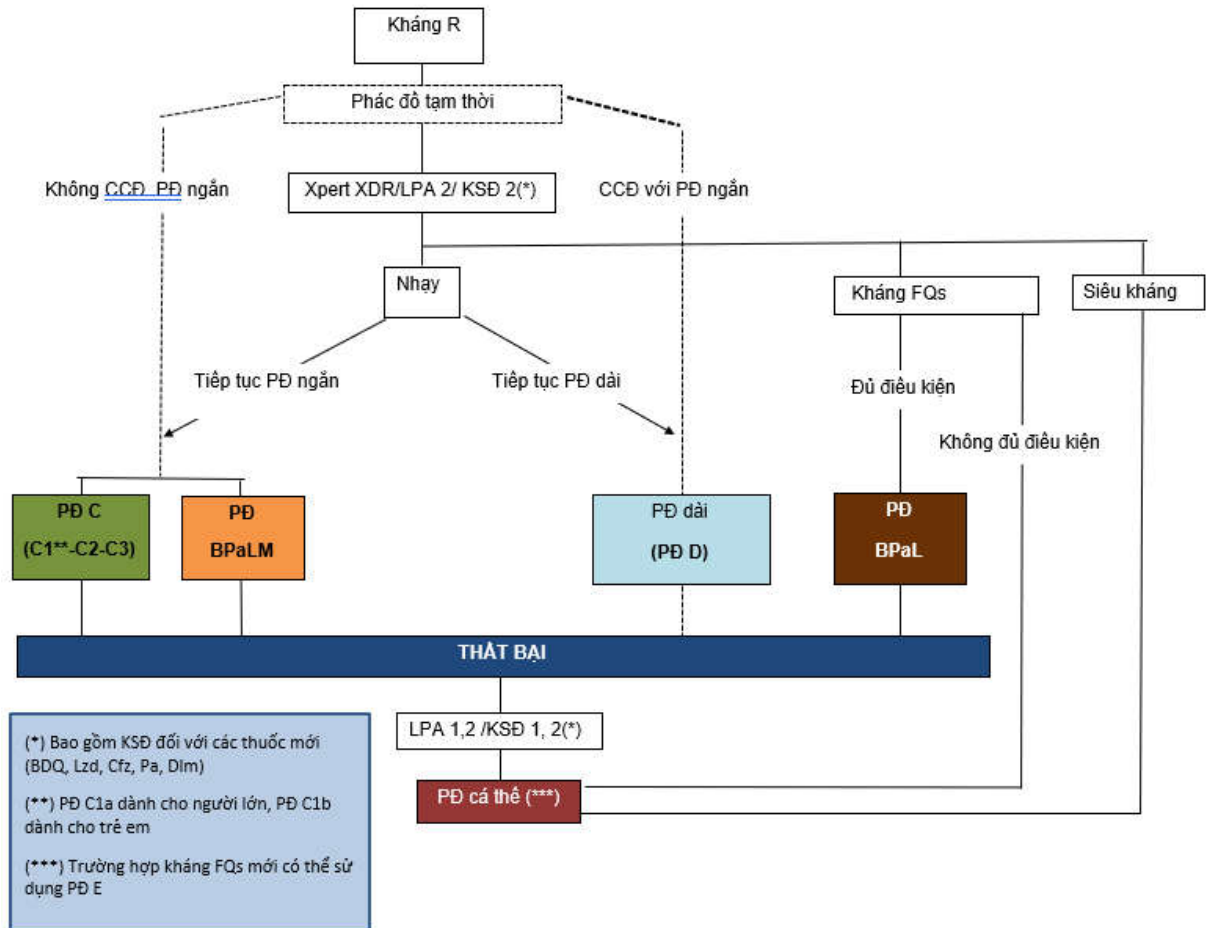 Kháng R
Phác đồ tạm thời
Không CCĐ PĐ ngắn
Xpert XDR/LPA 2/ KSĐ 2(*)
CCĐ với PĐ ngắn
Nhạy
Kháng FQs
Siêu kháng
Tiếp tục PĐ ngắn
Tiếp tục PĐ dài
Đủ điều kiện
Không đủ điều kiện
PĐ C
(C1**-C2-C3)
PĐ
BPaLM
PĐ dài
(PĐ D)
PĐ
BPaL
THẤT BẠI
LPA 1,2 /KSĐ 1, 2(*)
PĐ cá thể (***)
(*) Bao gồm KSĐ đối với các thuốc mới
(BDQ, Lzd, Cfz, Pa, Dlm)
(**) PĐ C1a dành cho người lớn, PĐ C1b
dành cho trẻ em
(***) Trường hợp kháng FQs mới có thể sử
dụng PĐ E